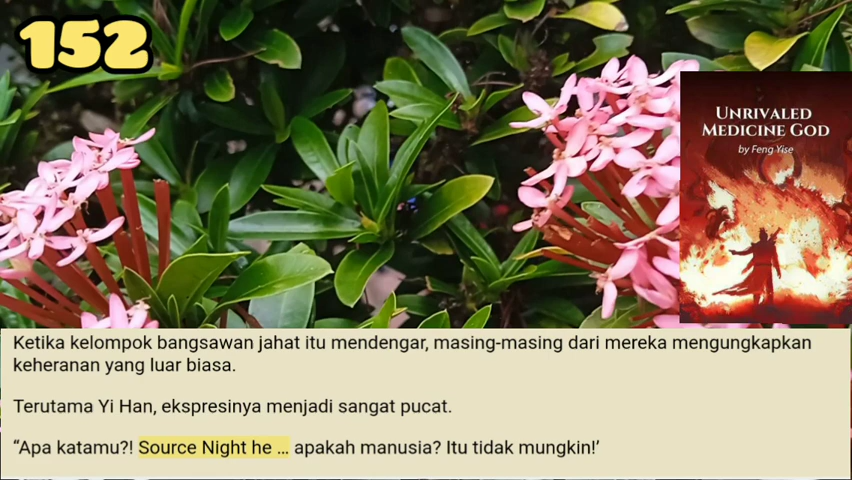 152
UNRIVALED
MEDICINE GOD
by Feng Yise
Ketika kelompok bangsawan jahat itu mendengar, masing-masing dari mereka mengungkapkan
keheranan yang luar biasa.
Terutama Yi Han, ekspresinya menjadi sangat pucat.
“Apa katamu?! Source Night he ... apakah manusia? Itu tidak mungkin!’